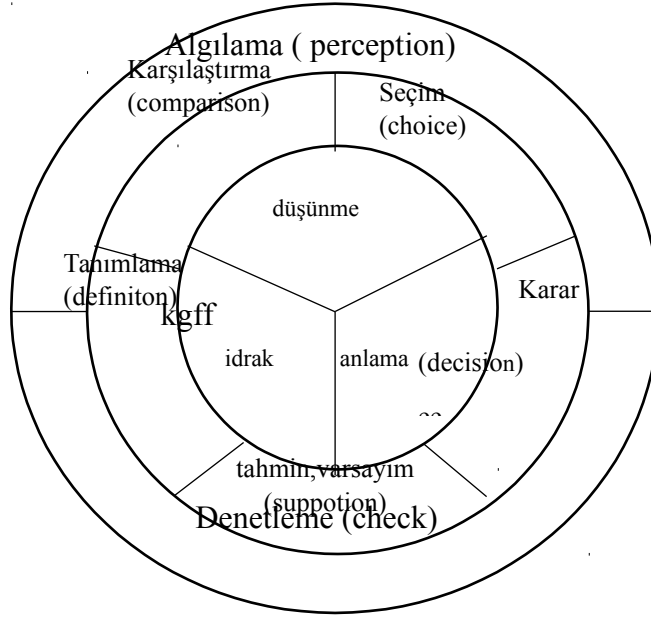 Algılama ( perception)
Karşılaştırma
(comparison)
Seçim
(choice)
düşünme
Tanımlama
(definiton)
kgff
Karar
idrak
anlama
(decision)
tahmin,varsayım
(suppotion)
Denetleme (check)